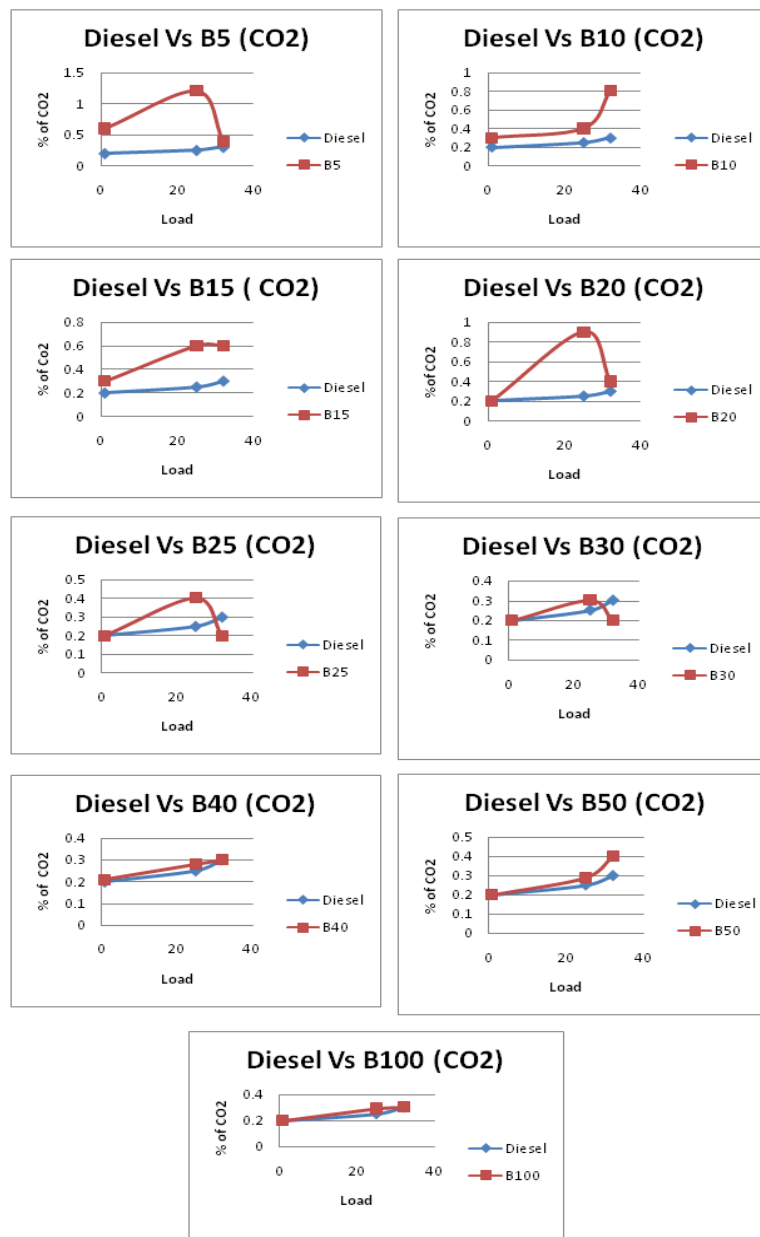 Diesel Vs B5 (CO2)
1.5
1
0.5
0
% of CO2
0 20 40
Load
Diesel
B5
Diesel Vs B10 (CO2)
1
0.8
0.6
0.4
0.2
0
% of CO2
0 20 40
Load
Diesel
B10
Diesel Vs B15 ( CO2)
0.8
0.6
0.4
0.2
0
% of Co2
0 20 40
Load
Diesel
B15
Diesel Vs B20 (CO2)
1
0.8
0.6
0.4
0.2
0
%of CO2
0 20 40
Load
Diesel
B20
Diesel Vs B25 (CO2)
0.5
0.4
0.3
0.2
0.1
0
% of CO2
0 20 40
Load
Diesel
B25
Diesel Vs B30 (CO2)
0.4
0.3
0.2
0.1
0
% of CO2
0 20 40
Load
Diesel
B30
Diesel Vs B40 (CO2)
0.4
0.3
0.2
0.1
0
% of CO2
0 20 40
Load
Diesel
B40
Diesel Vs B50 (CO2)
0.5
0.4
0.3
0.2
0.1
0
% of CO2
0 20 40
Load
Diesel
B50
Diesel Vs B100 (CO2)
0.4
0.2
0
% of CO2
0 20 40
Load
Diesel
B100